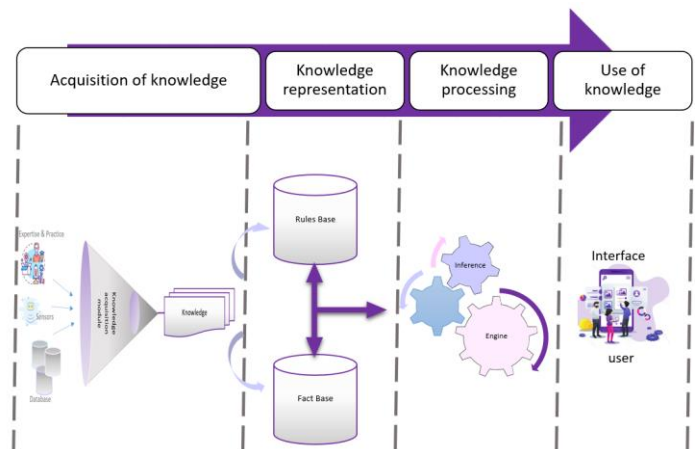 Acquisition of knowledge
Knowledge
representation
Knowledge
processing
Use of
knowledge
Expertise & Practice
Sensors
Database
Knowledge
acquition
module
Knowledge
Rules Base
Fact Base
Inference
Engine
Interface
user